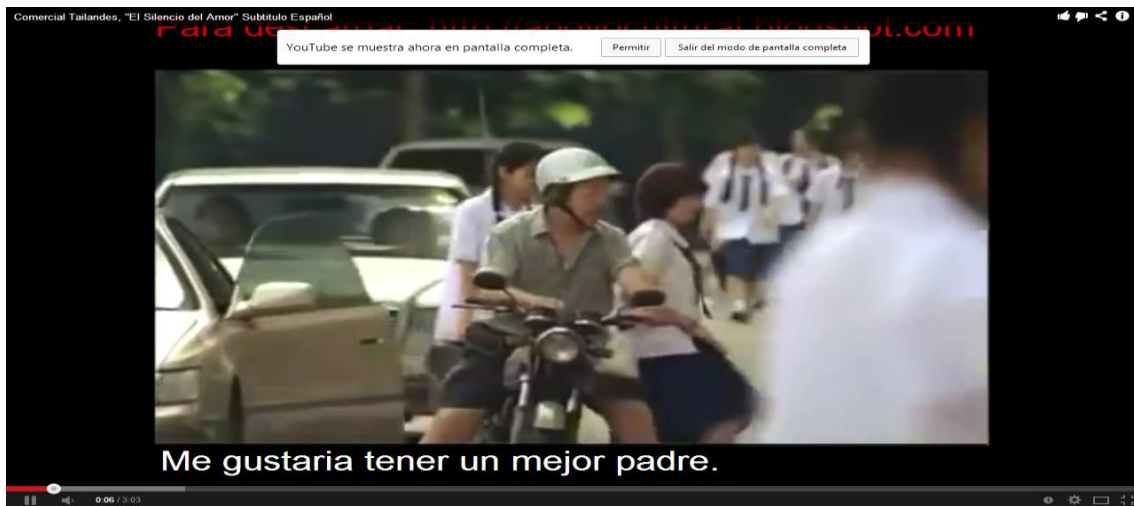 Comercial Tailandes, "El Silencio del Amor" Subtitulo Español
Para
YouTube se muestra ahora en pantalla completa. Permitir Salir del modo de pantalla completa
Me gustaria tener un mejor padre.
0:06 / 3:03